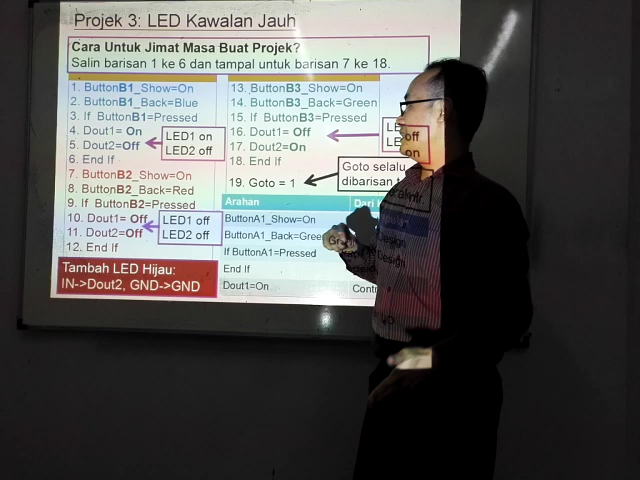 Projek 3: LED Kawalan Jauh
Cara Untuk Jimat Masa Buat Projek?
Salin barisan 1 ke 6 dan tampal untuk barisan 7 ke 18.
1. ButtonB1_Show=On
2. ButtonB1_Back=Blue
3. If ButtonB1=Pressed
4. Dout1= On
5. Dout2=Off
6. End If
LED1 on
LED2 off
7. ButtonB2_Show=On
8. ButtonB2_Back=Red
9. If ButtonB2=Pressed
10. Dout1= Off
11. Dout2=Off
12. End If
LED1 off
LED2 off
Tambah LED Hijau:
IN->Dout2, GND->GND
13. ButtonB3_Show=On
14. ButtonB3_Back=Green
15. If ButtonB3=Pressed
16. Dout1= Off
17. Dout2=On
18. End If
off
on
19. Goto = 1
Goto selalu
dibarisan
Arahan
ButtonA1_Show=On
Design
ButtonA1_Back=Gree
Design
If ButtonA1=Pressed
End If
Dout1=On